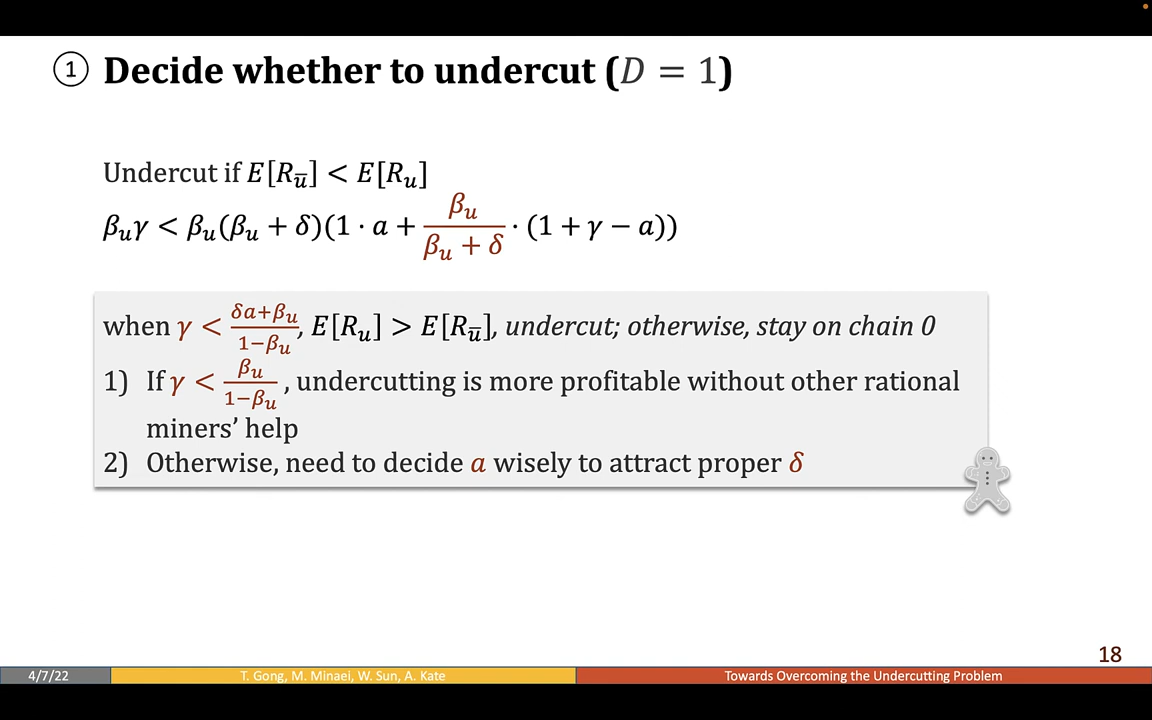 ① Decide whether to undercut (D = 1)
Undercut if E[R_ū] < E[R_u]
β_uγ < β_u(β_u + δ)(1 · a + β_u/(β_u + δ) · (1 + γ − a))
when γ < (δa+β_u)/(1−β_u), E[R_u] > E[R_ū], undercut; otherwise, stay on chain 0
1) If γ < β_u/(1−β_u), undercutting is more profitable without other rational
miners’ help
2) Otherwise, need to decide a wisely to attract proper δ
18
4/7/22 T. Gong, M. Minaei, W. Sun, A. Kate Towards Overcoming the Undercutting Problem